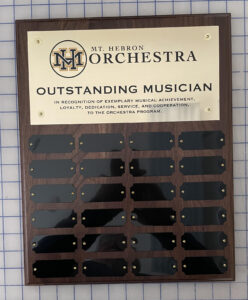 MH
MT. HEBRON
ORCHESTRA
OUTSTANDING MUSICIAN
IN RECOGNITION OF EXEMPLARY MUSICAL ACHIEVEMENT,
LOYALTY, DEDICATION, SERVICE, AND COOPERATION,
TO THE ORCHESTRA PROGRAM.